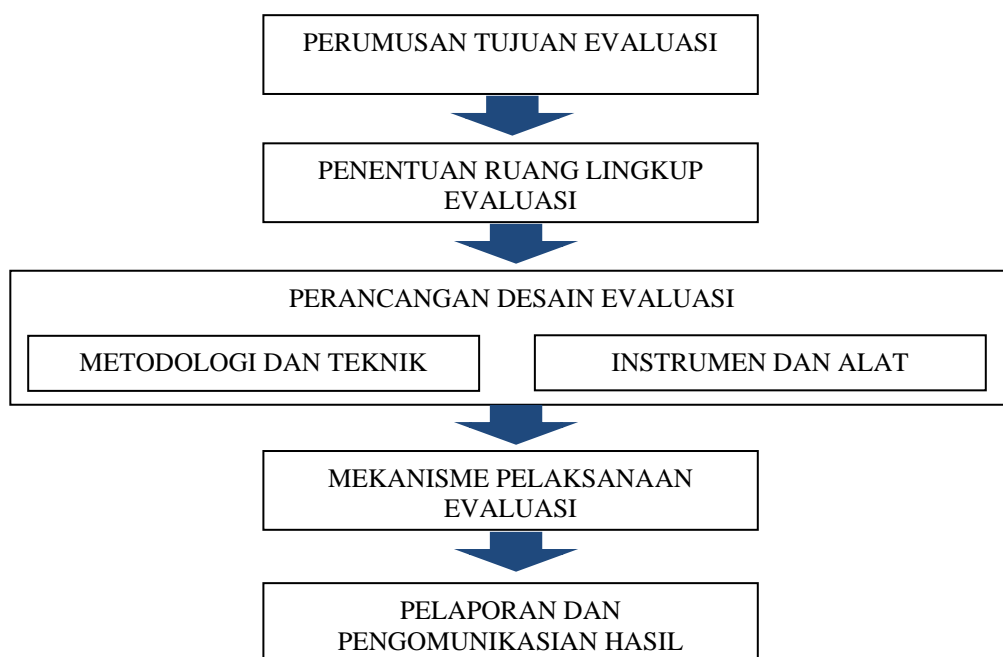 PERUMUSAN TUJUAN EVALUASI
PENENTUAN RUANG LINGKUP
EVALUASI
PERANCANGAN DESAIN EVALUASI
METODOLOGI DAN TEKNIK
INSTRUMEN DAN ALAT
MEKANISME PELAKSANAAN
EVALUASI
PELAPORAN DAN
PENGOMUNIKASIAN HASIL